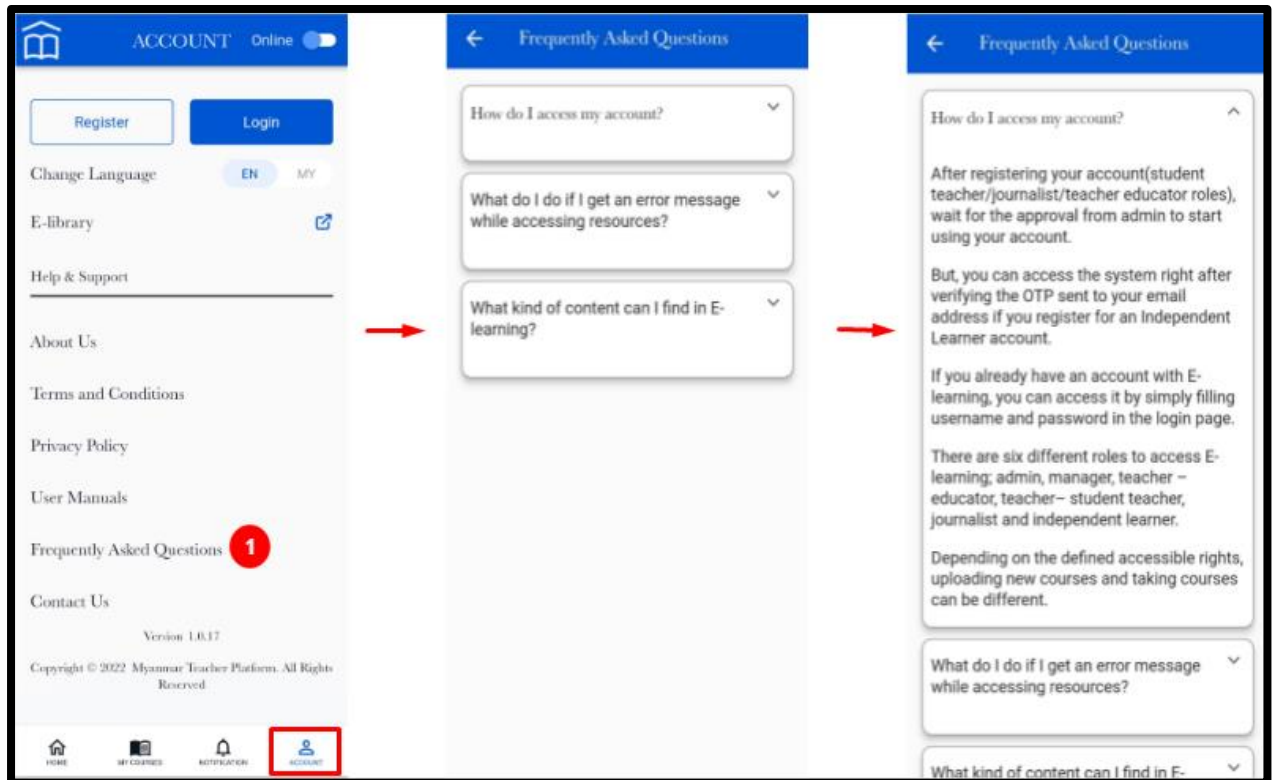 ACCOUNT Online
Register Login
Change Language EN MY
E-library
Help & Support
About Us
Terms and Conditions
Privacy Policy
User Manuals
Frequently Asked Questions 1
Contact Us
Version 1.0.17
Copyright © 2022 Myanmar Teacher Platform. All Rights
Reserved
HOME MY COURSES NOTIFICATION ACCOUNT
Frequently Asked Questions
How do I access my account?
What do I do if I get an error message
while accessing resources?
What kind of content can I find in E-
learning?
Frequently Asked Questions
How do I access my account?
After registering your account(student
teacher/journalist/teacher educator roles),
wait for the approval from admin to start
using your account.
But, you can access the system right after
verifying the OTP sent to your email
address if you register for an Independent
Learner account.
If you already have an account with E-
learning, you can access it by simply filling
username and password in the login page.
There are six different roles to access E-
learning; admin, manager, teacher –
educator, teacher– student teacher,
journalist and independent learner.
Depending on the defined accessible rights,
uploading new courses and taking courses
can be different.
What do I do if I get an error message
while accessing resources?
What kind of content can I find in E-